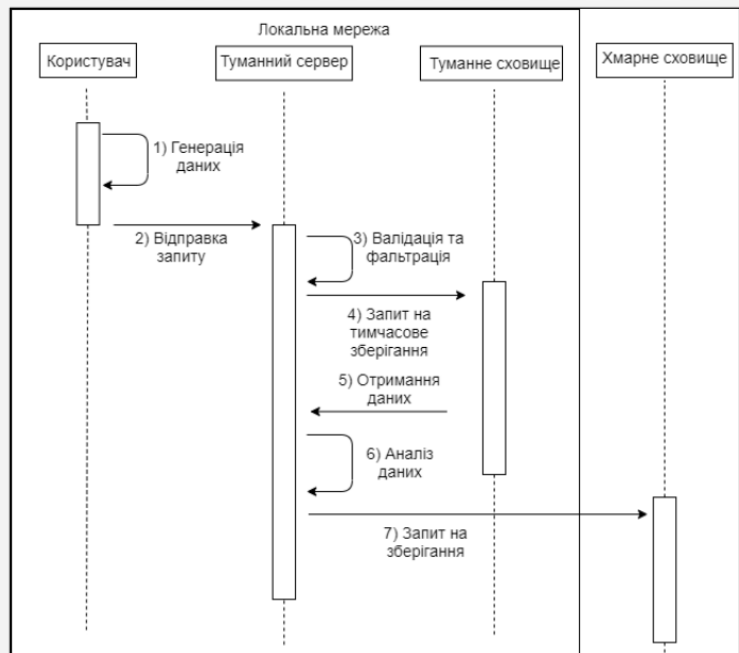 Локальна мережа
Користувач
Туманний сервер
Туманне сховище
Хмарне сховище
1) Генерація
даних
2) Відправка
запиту
3) Валідація та
фальтрація
4) Запит на
тимчасове
зберігання
5) Отримання
даних
6) Аналіз
даних
7) Запит на
зберігання